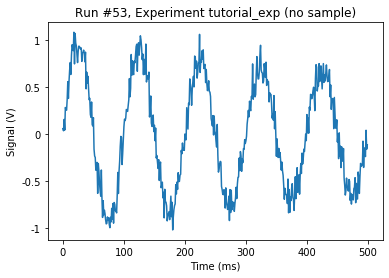 Run #53, Experiment tutorial_exp (no sample)
1
0.5
0
-0.5
-1
Signal (V)
0 100 200 300 400 500
Time (ms)